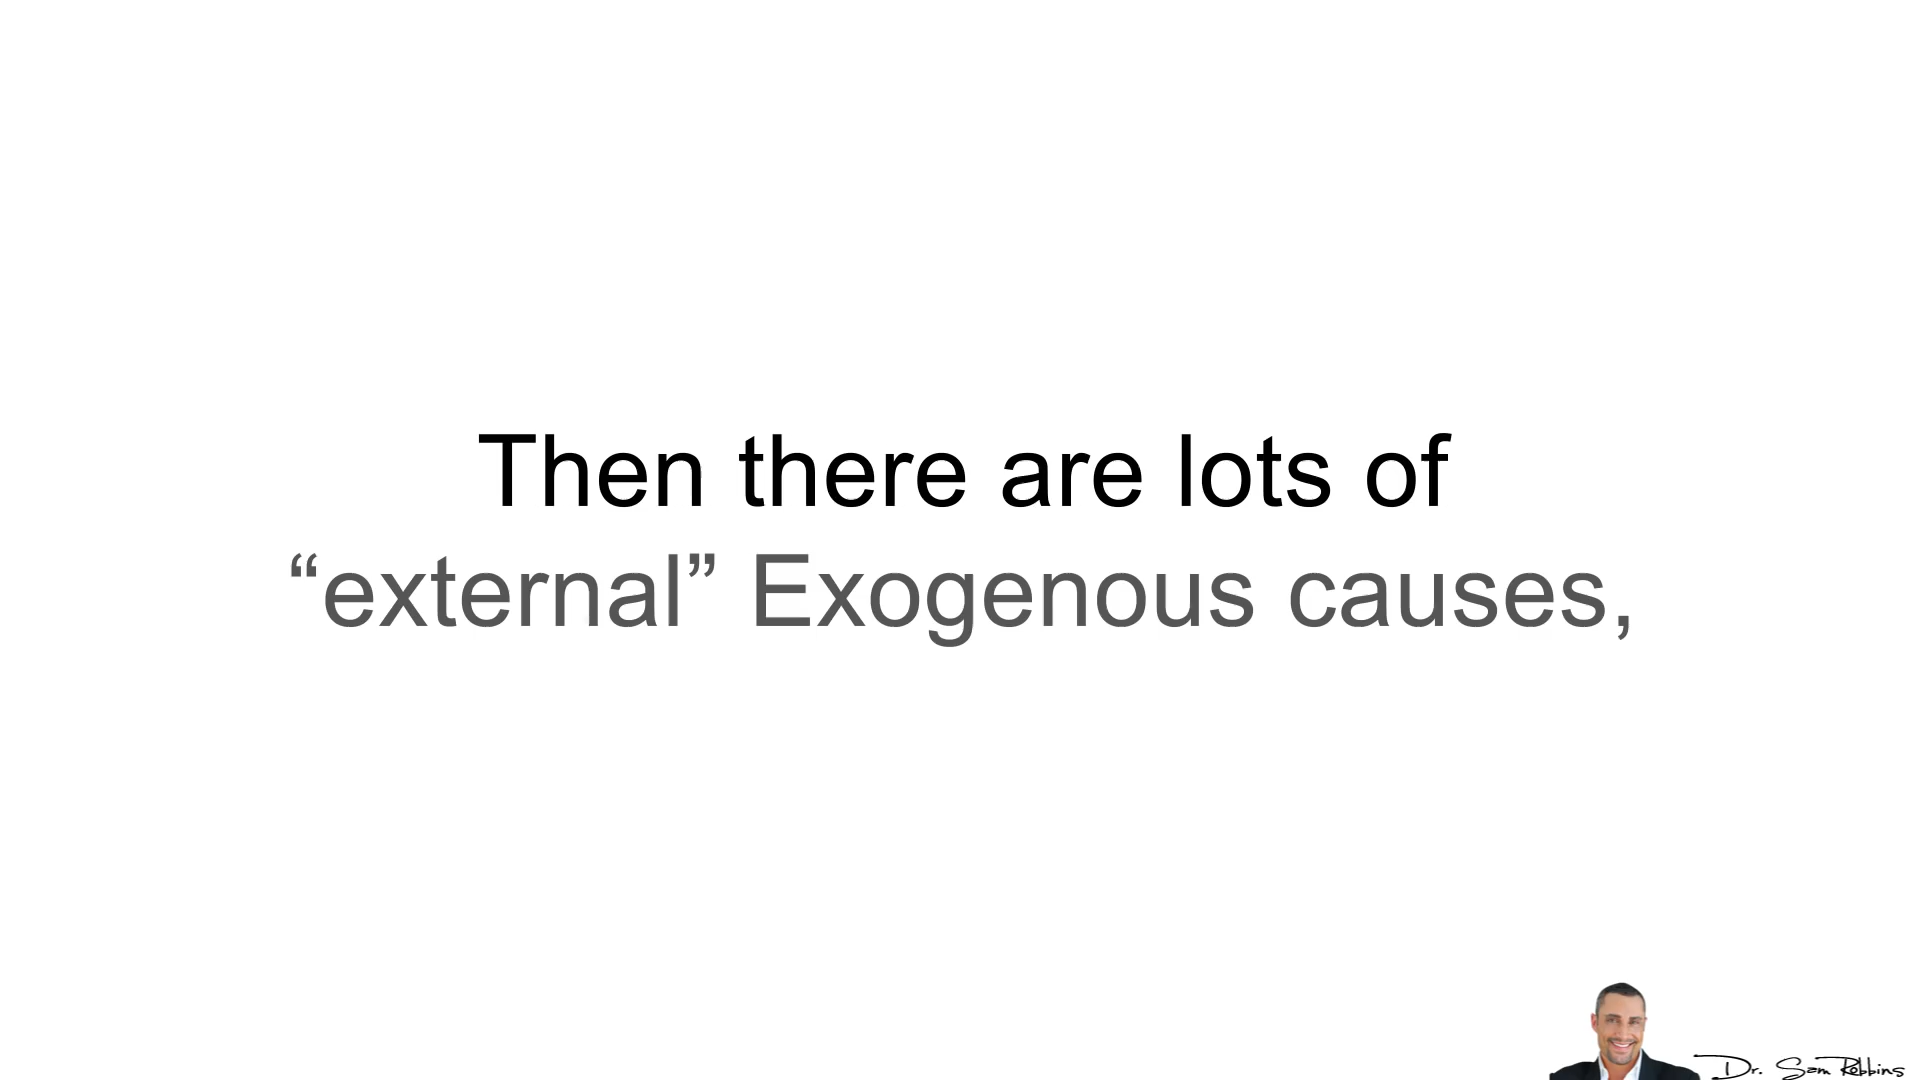 Then there are lots of
“external” Exogenous causes,
Dr. Sam Robbins